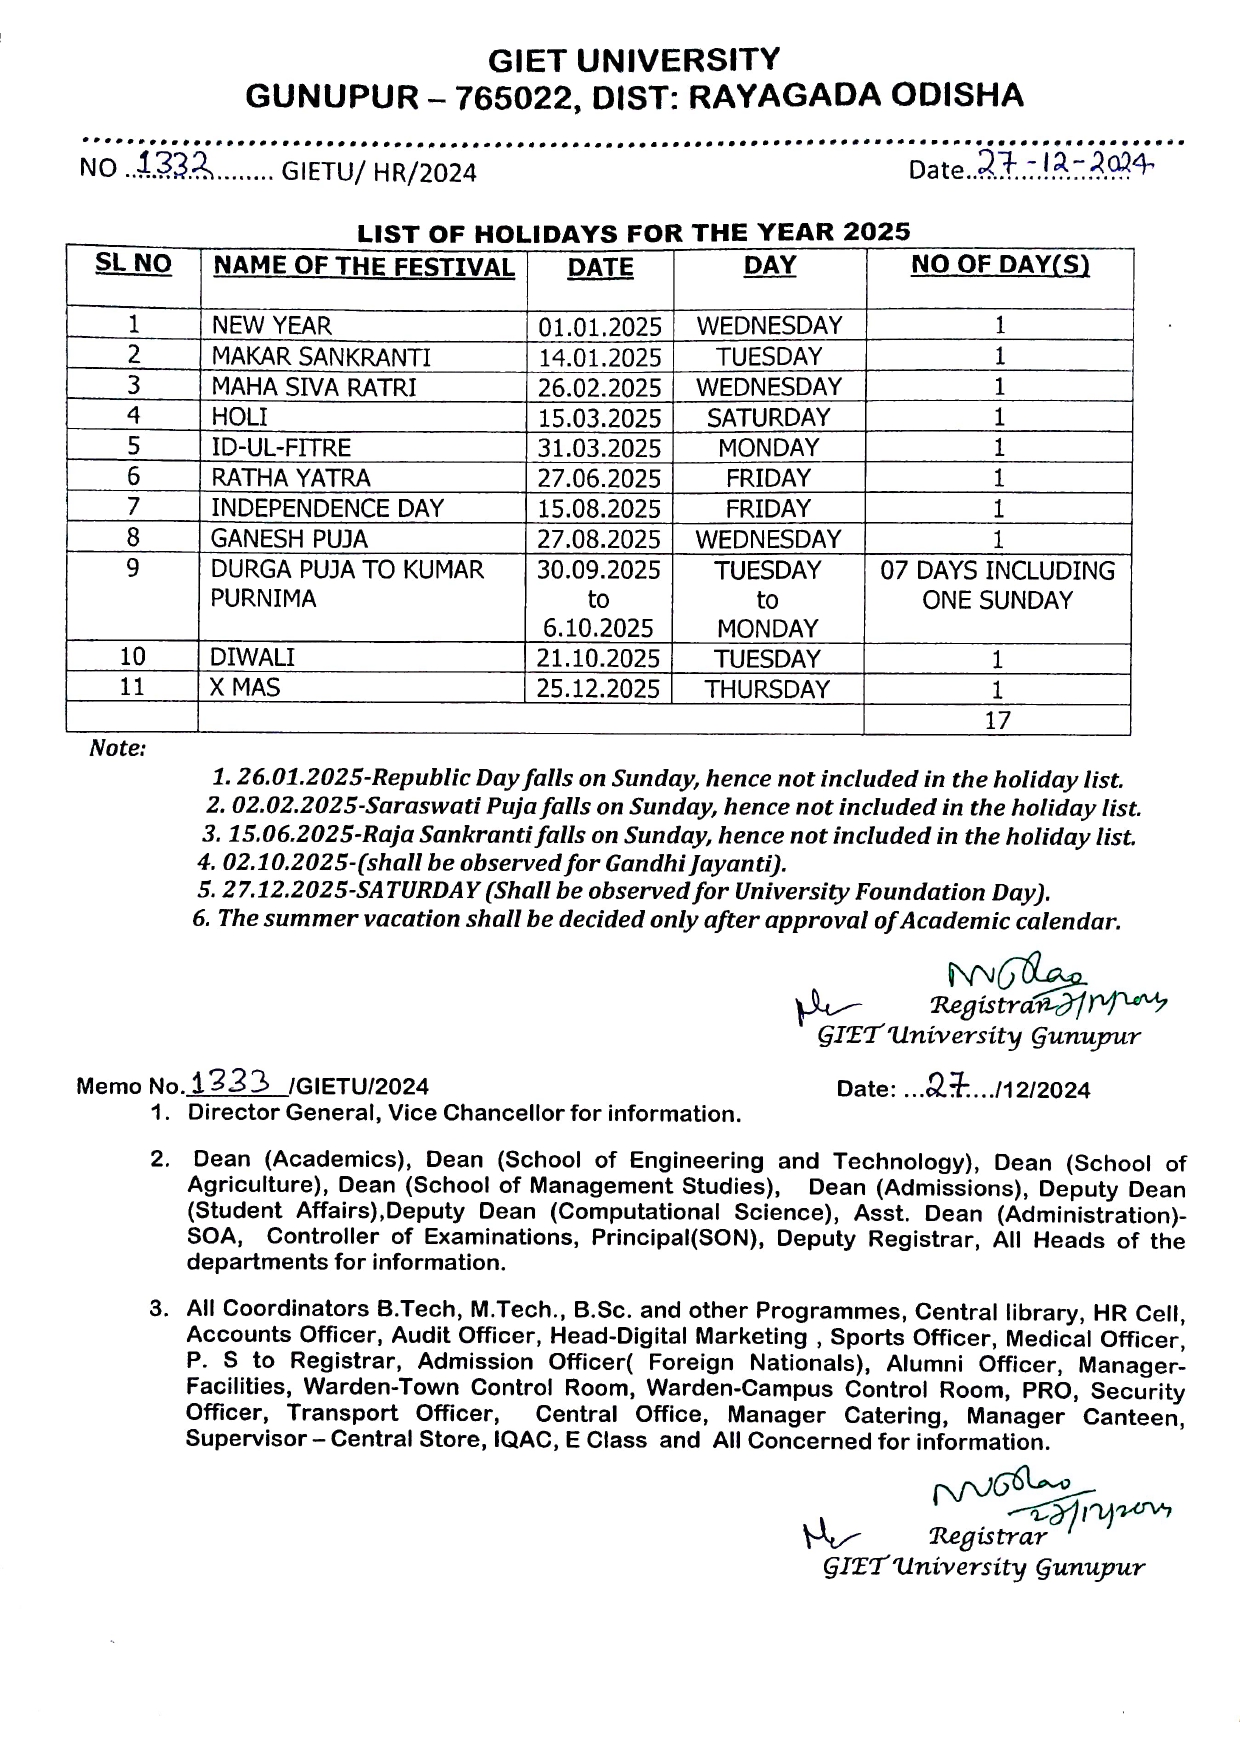 GIET UNIVERSITY
GUNUPUR – 765022, DIST: RAYAGADA ODISHA
NO 1332 GIETU/ HR/2024 Date 27-12-2024
LIST OF HOLIDAYS FOR THE YEAR 2025
SL NO NAME OF THE FESTIVAL DATE DAY NO OF DAY(S)
1 NEW YEAR 01.01.2025 WEDNESDAY 1
2 MAKAR SANKRANTI 14.01.2025 TUESDAY 1
3 MAHA SIVA RATRI 26.02.2025 WEDNESDAY 1
4 HOLI 15.03.2025 SATURDAY 1
5 ID-UL-FITRE 31.03.2025 MONDAY 1
6 RATHA YATRA 27.06.2025 FRIDAY 1
7 INDEPENDENCE DAY 15.08.2025 FRIDAY 1
8 GANESH PUJA 27.08.2025 WEDNESDAY 1
9 DURGA PUJA TO KUMAR 30.09.2025 TUESDAY 07 DAYS INCLUDING
PURNIMA to to ONE SUNDAY
6.10.2025 MONDAY
10 DIWALI 21.10.2025 TUESDAY 1
11 X MAS 25.12.2025 THURSDAY 1
17
Note:
1. 26.01.2025-Republic Day falls on Sunday, hence not included in the holiday list.
2. 02.02.2025-Saraswati Puja falls on Sunday, hence not included in the holiday list.
3. 15.06.2025-Raja Sankranti falls on Sunday, hence not included in the holiday list.
4. 02.10.2025-(shall be observed for Gandhi Jayanti).
5. 27.12.2025-SATURDAY (Shall be observed for University Foundation Day).
6. The summer vacation shall be decided only after approval of Academic calendar.
Registrar
GIET University Gunupur
Memo No. 1333 /GIETU/2024 Date: ...27..../12/2024
1. Director General, Vice Chancellor for information.
2. Dean (Academics), Dean (School of Engineering and Technology), Dean (School of
Agriculture), Dean (School of Management Studies), Dean (Admissions), Deputy Dean
(Student Affairs),Deputy Dean (Computational Science), Asst. Dean (Administration)-
SOA, Controller of Examinations, Principal(SON), Deputy Registrar, All Heads of the
departments for information.
3. All Coordinators B.Tech, M.Tech., B.Sc. and other Programmes, Central library, HR Cell,
Accounts Officer, Audit Officer, Head-Digital Marketing , Sports Officer, Medical Officer,
P. S to Registrar, Admission Officer( Foreign Nationals), Alumni Officer, Manager-
Facilities, Warden-Town Control Room, Warden-Campus Control Room, PRO, Security
Officer, Transport Officer, Central Office, Manager Catering, Manager Canteen,
Supervisor – Central Store, IQAC, E Class and All Concerned for information.
Registrar
GIET University Gunupur